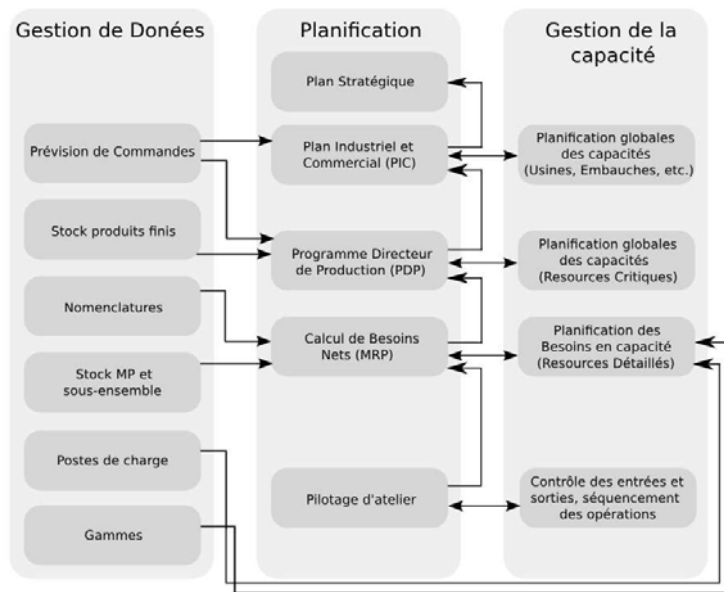 Gestion de Donées
Prévision de Commandes
Stock produits finis
Nomenclatures
Stock MP et
sous-ensemble
Postes de charge
Gammes
Planification
Plan Stratégique
Plan Industriel et
Commercial (PIC)
Programme Directeur
de Production (PDP)
Calcul de Besoins
Nets (MRP)
Pilotage d'atelier
Gestion de la
capacité
Planification globales
des capacités
(Usines, Embauches, etc.)
Planification globales
des capacités
(Resources Critiques)
Planification des
Besoins en capacité
(Resources Détaillés)
Contrôle des entrées et
sorties, séquencement
des opérations